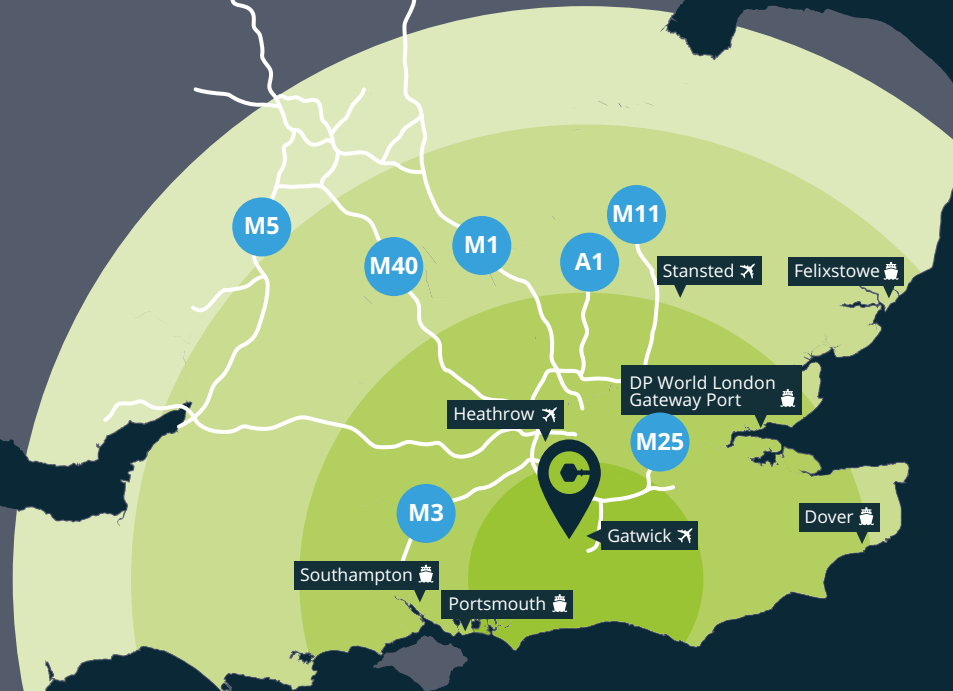 M11
M5
M1
M40
A1
Stansted
Felixstowe
DP World London
Gateway Port
Heathrow
M25
M3
Dover
Gatwick
Southampton
Portsmouth